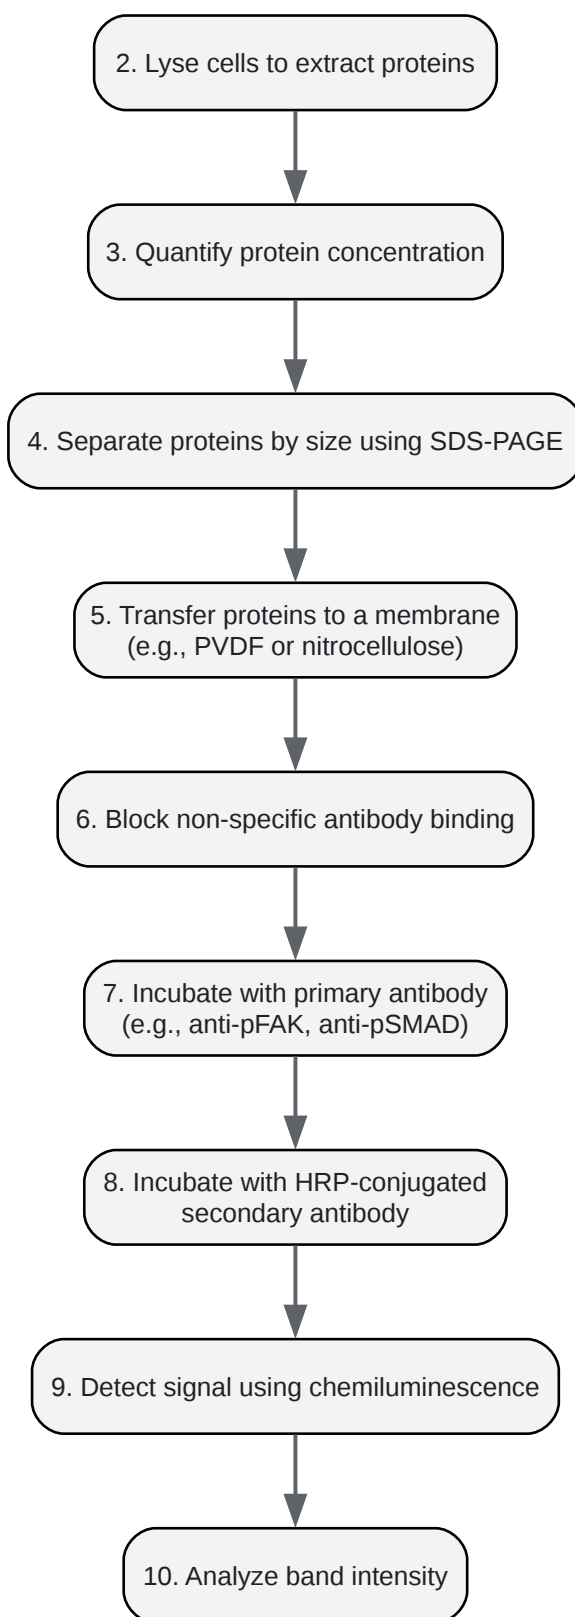 2. Lyse cells to extract proteins
3. Quantify protein concentration
4. Separate proteins by size using SDS-PAGE
5. Transfer proteins to a membrane
(e.g., PVDF or nitrocellulose)
6. Block non-specific antibody binding
7. Incubate with primary antibody
(e.g., anti-pFAK, anti-pSMAD)
8. Incubate with HRP-conjugated
secondary antibody
9. Detect signal using chemiluminescence
10. Analyze band intensity